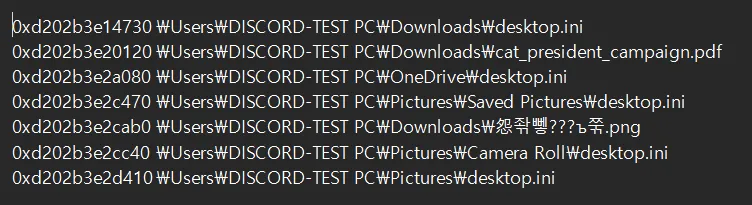 0xd202b3e14730 ₩Users₩DISCORD-TEST PC₩Downloads₩desktop.ini
0xd202b3e20120 ₩Users₩DISCORD-TEST PC₩Downloads₩cat_president_campaign.pdf
0xd202b3e2a080 ₩Users₩DISCORD-TEST PC₩OneDrive₩desktop.ini
0xd202b3e2c470 ₩Users₩DISCORD-TEST PC₩Pictures₩Saved Pictures₩desktop.ini
0xd202b3e2cab0 ₩Users₩DISCORD-TEST PC₩Downloads₩怨좎뼇???ъ쭊.png
0xd202b3e2cc40 ₩Users₩DISCORD-TEST PC₩Pictures₩Camera Roll₩desktop.ini
0xd202b3e2d410 ₩Users₩DISCORD-TEST PC₩Pictures₩desktop.ini